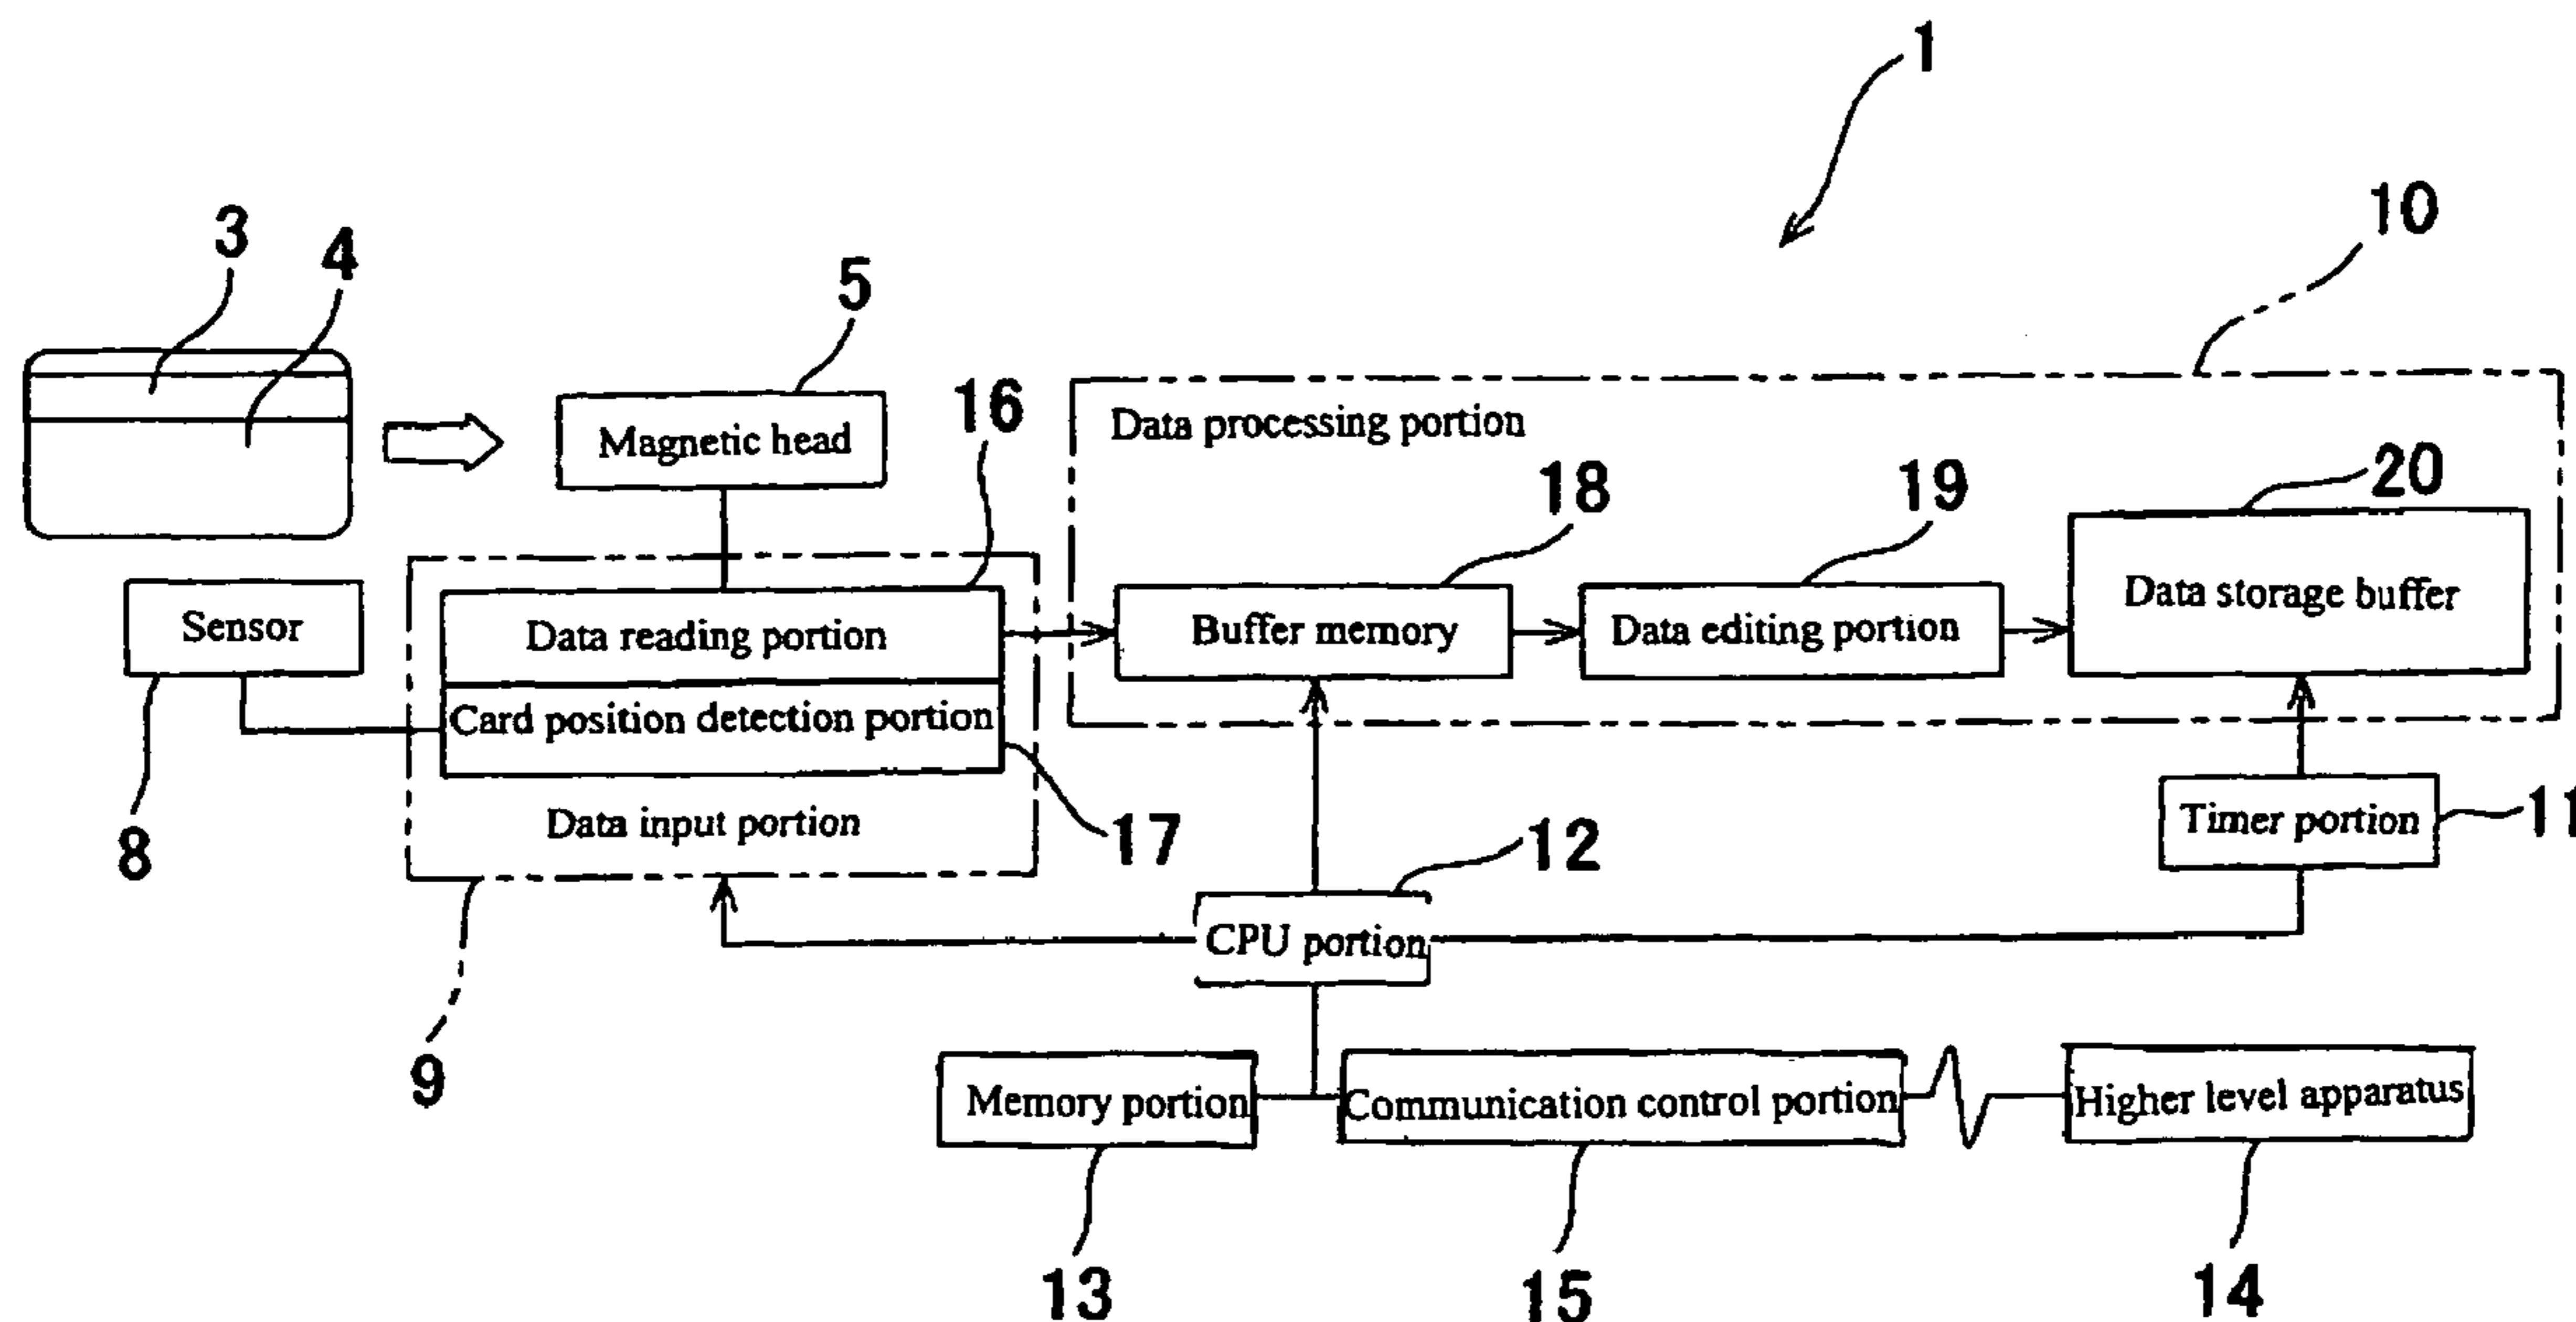 1
10
3
4
5
16
Magnetic head
Data processing portion
18
19
20
Sensor
Data reading portion
Buffer memory
Data editing portion
Data storage buffer
Card position detection portion
8
Data input portion
17
12
Timer portion
11
CPU portion
9
Memory portion
Communication control portion
Higher level apparatus
13
15
14